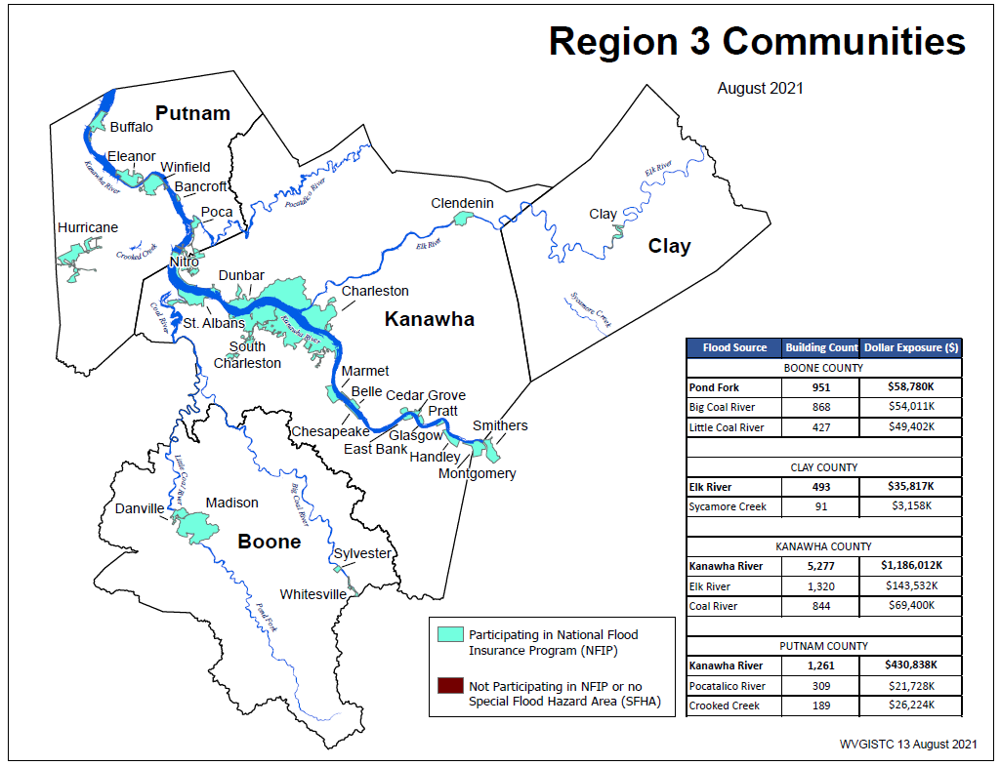 Region 3 Communities
August 2021
Putnam
Buffalo
Eleanor
Winfield
Kanawha River
Bancroft
Poca
Pocatalico River
Hurricane
Crooked Creek
Nitro
Clendenin
Elk River
Clay
Elk River
Clay
Sycamore Creek
Dunbar
Charleston
Kanawha
Coal River
St. Albans
Kanawha River
South
Charleston
Marmet
Belle
Cedar Grove
Pratt
Chesapeake
Glasgow
Smithers
East Bank
Handley
Montgomery
Little Coal River
Big Coal River
Danville
Madison
Boone
Sylvester
Whitesville
Pond Fork
Flood Source Building Count Dollar Exposure ($)
BOONE COUNTY
Pond Fork 951 $58,780K
Big Coal River 868 $54,011K
Little Coal River 427 $49,402K
CLAY COUNTY
Elk River 493 $35,817K
Sycamore Creek 91 $3,158K
KANAWHA COUNTY
Kanawha River 5,277 $1,186,012K
Elk River 1,320 $143,532K
Coal River 844 $69,400K
PUTNAM COUNTY
Kanawha River 1,261 $430,838K
Pocatalico River 309 $21,728K
Crooked Creek 189 $26,224K
Participating in National Flood
Insurance Program (NFIP)
Not Participating in NFIP or no
Special Flood Hazard Area (SFHA)
WVGISTC 13 August 2021